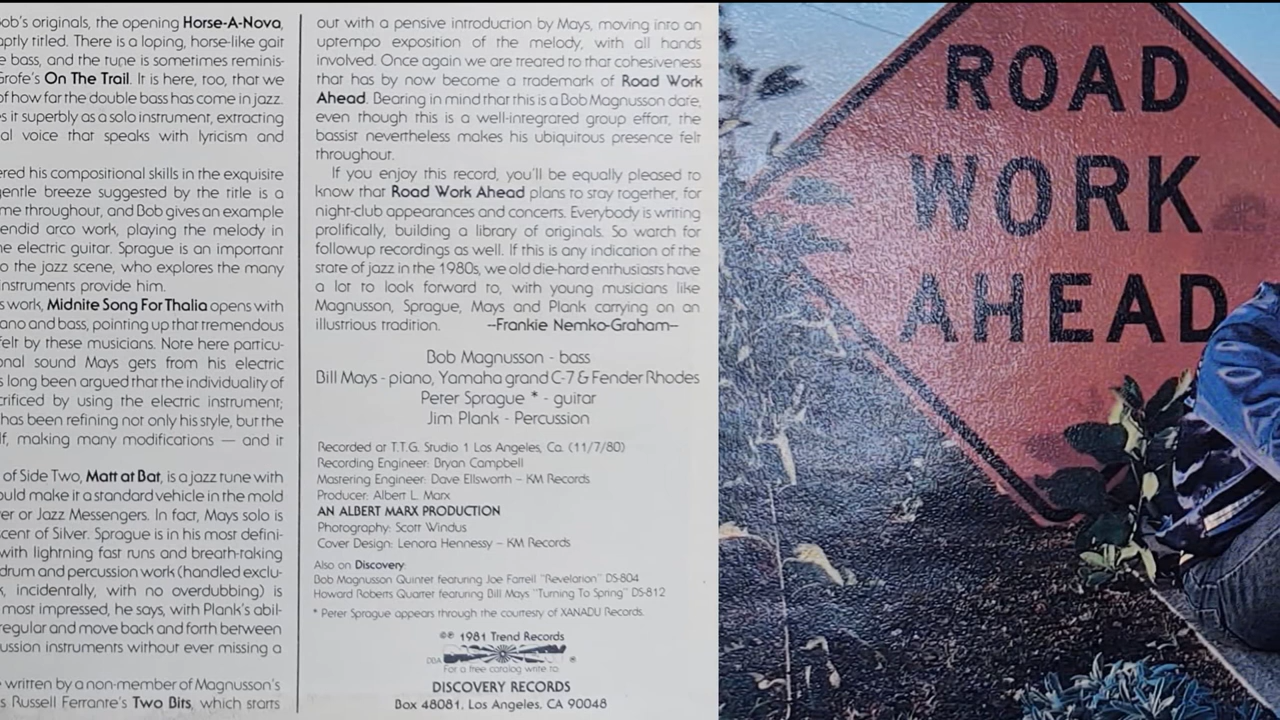 ob's originals, the opening Horse-A-Nova,
aptly titled. There is a loping, horse-like gait
e bass, and the tune is sometimes reminis-
Grofe's On The Trail. It is here, too, that we
of how far the double bass has come in jazz.
s it superbly as a solo instrument, extracting
al voice that speaks with lyricism and
ered his compositional skills in the exquisite
gentle breeze suggested by the title is a
me throughout, and Bob gives an example
endid arco work, playing the melody in
he electric guitar. Sprague is an important
o the jazz scene, who explores the many
instruments provide him.
s work, Midnite Song For Thalia opens with
ano and bass, pointing up that tremendous
felt by these musicians. Note here particu-
onal sound Mays gets from his electric
s long been argued that the individuality of
crificed by using the electric instrument;
has been refining not only his style, but the
lf, making many modifications — and it
of Side Two, Matt at Bat, is a jazz tune with
ould make it a standard vehicle in the mold
er or Jazz Messengers. In fact, Mays solo is
scent of Silver. Sprague is in his most defini-
with lightning fast runs and breath-taking
drum and percussion work (handled exclu-
k, incidentally, with no overdubbing) is
most impressed, he says, with Plank's abil-
regular and move back and forth between
ussion instruments without ever missing a
e written by a non-member of Magnusson's
s Russell Ferrante's Two Bits, which starts
out with a pensive introduction by Mays, moving into an
uptempo exposition of the melody, with all hands
involved. Once again we are treated to that cohesiveness
that has by now become a trademark of Road Work
Ahead. Bearing in mind that this is a Bob Magnusson date,
even though this is a well-integrated group effort, the
bassist nevertheless makes his ubiquitous presence felt
throughout.
If you enjoy this record, you'll be equally pleased to
know that Road Work Ahead plans to stay together, for
night-club appearances and concerts. Everybody is writing
prolifically, building a library of originals. So watch for
followup recordings as well. If this is any indication of the
state of jazz in the 1980s, we old die-hard enthusiasts have
a lot to look forward to, with young musicians like
Magnusson, Sprague, Mays and Plank carrying on an
illustrious tradition. --Frankie Nemko-Graham--
Bob Magnusson - bass
Bill Mays - piano, Yamaha grand C-7 & Fender Rhodes
Peter Sprague * - guitar
Jim Plank - Percussion
Recorded at T.T.G. Studio 1 Los Angeles, Ca. (11/7/80)
Recording Engineer: Bryan Campbell
Mastering Engineer: Dave Ellsworth – KM Records
Producer: Albert L. Marx
AN ALBERT MARX PRODUCTION
Photography: Scott Windus
Cover Design: Lenora Hennessy – KM Records
Also on Discovery:
Bob Magnusson Quintet featuring Joe Farrell "Revelation" DS-804
Howard Roberts Quartet featuring Bill Mays "Turning To Spring" DS-812
* Peter Sprague appears through the courtesy of XANADU Records.
©℗ 1981 Trend Records
DBA ®
For a free catalog write to:
DISCOVERY RECORDS
Box 48081, Los Angeles, CA 90048
ROAD
WORK
AHEAD